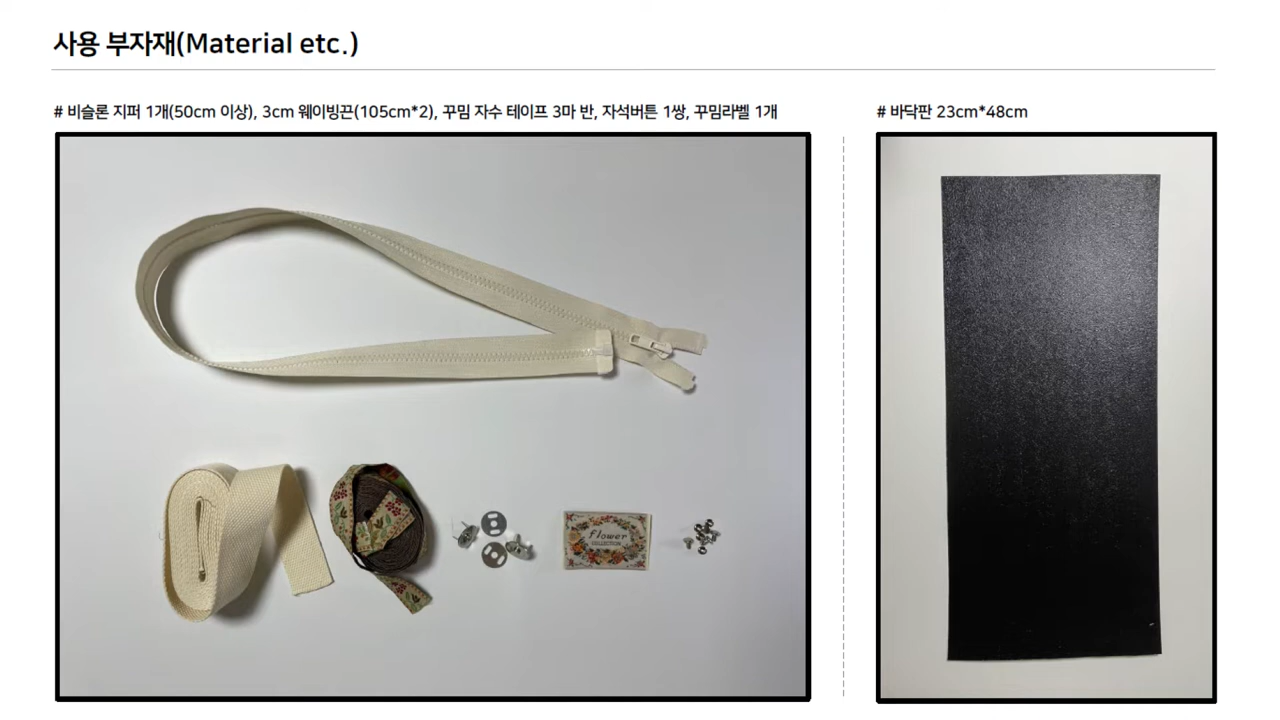 사용 부자재(Material etc.)
# 비슬론 지퍼 1개(50cm 이상), 3cm 웨이빙끈(105cm*2), 꾸밈 자수 테이프 3마 반, 자석버튼 1쌍, 꾸밈라벨 1개
# 바닥판 23cm*48cm
flower
COLLECTION